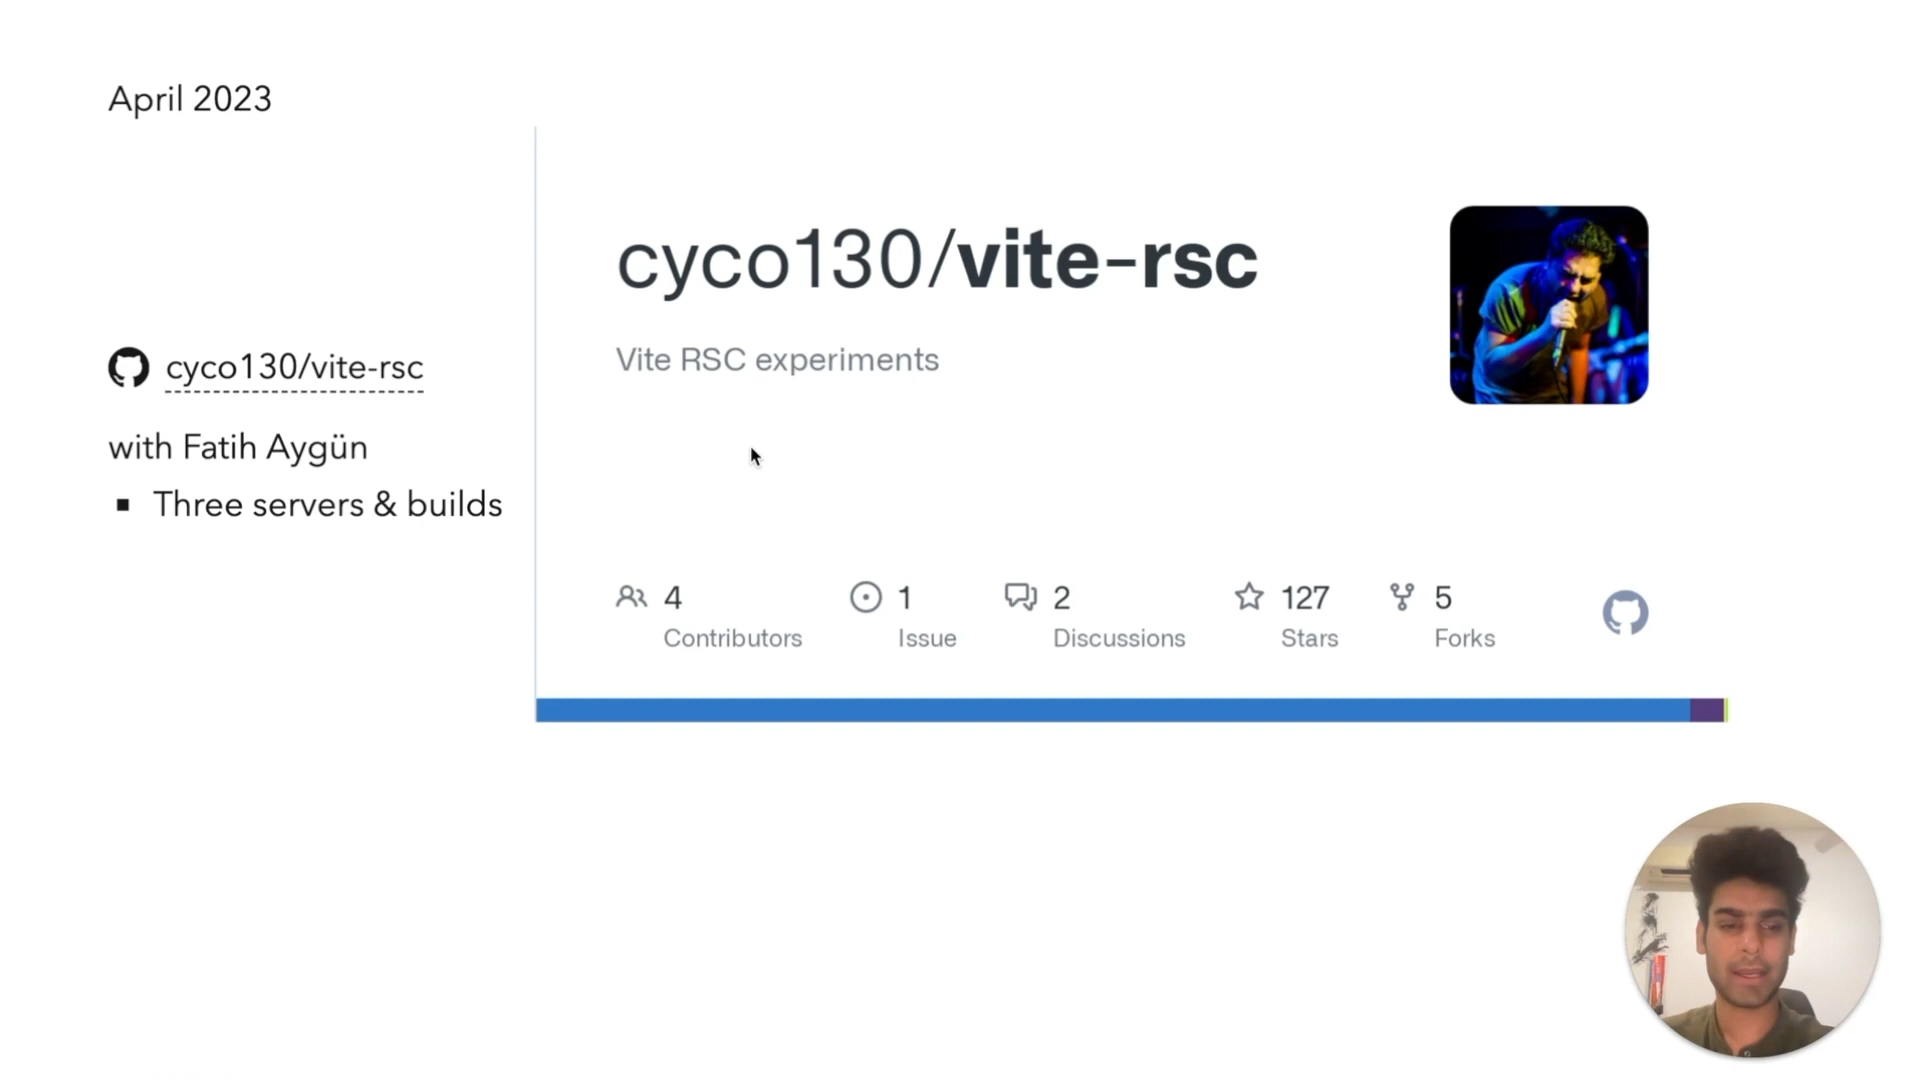 April 2023
cyco130/vite-rsc
with Fatih Aygün
▪ Three servers & builds
cyco130/vite-rsc
Vite RSC experiments
4
Contributors
1
Issue
2
Discussions
127
Stars
5
Forks